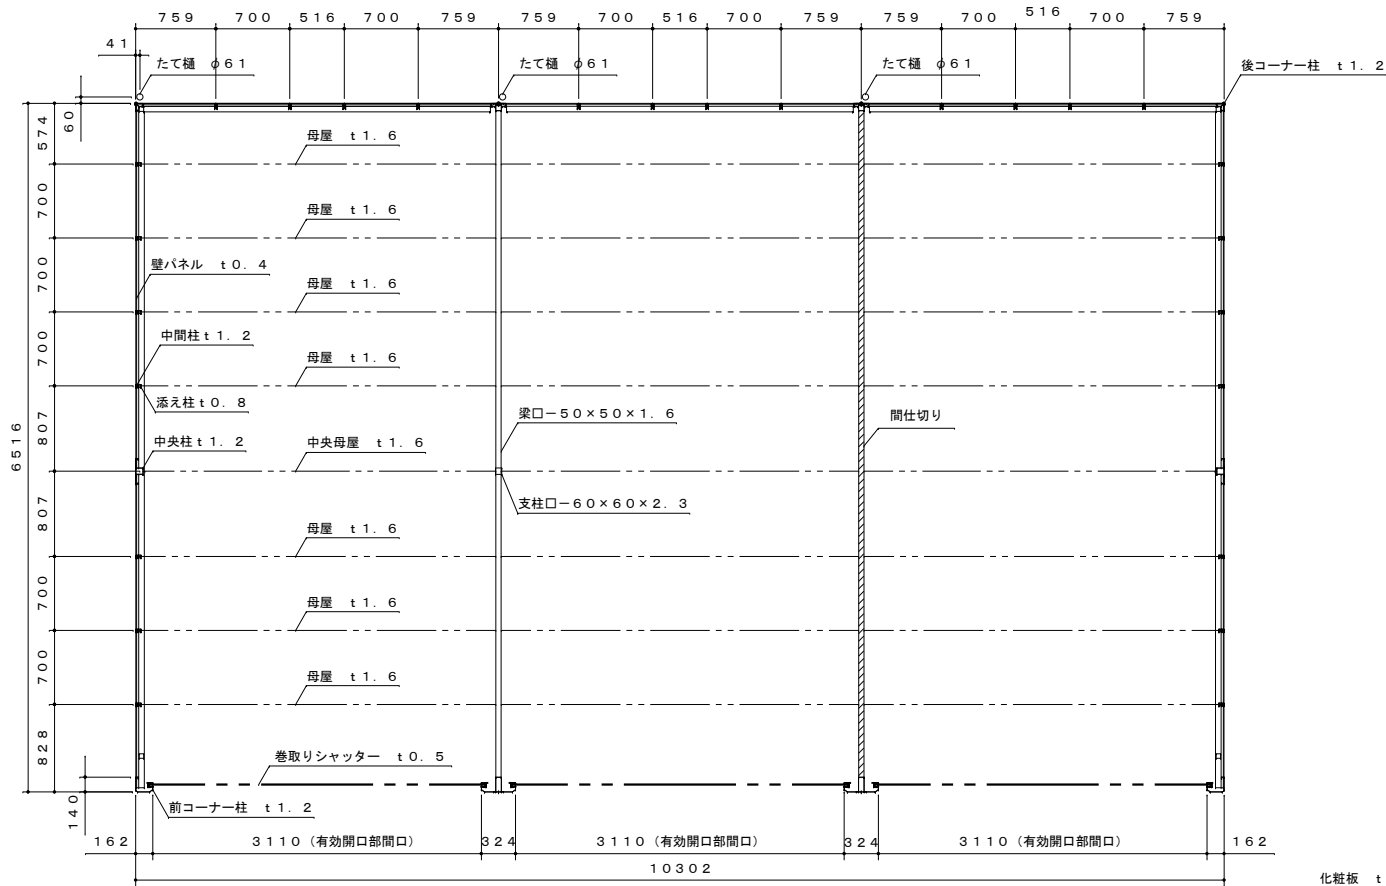 759 700 516 700 759 759 700 516 700 759 759 700 516 700 759
41
たて樋 φ61 たて樋 φ61 たて樋 φ61
後コーナー柱 t1.2
60
574
母屋 t1.6
700
母屋 t1.6
700
壁パネル t0.4
母屋 t1.6
700
中間柱t1.2
母屋 t1.6
添え柱t0.8
807
梁口－50×50×1.6
間仕切り
6516
中央柱t1.2
中央母屋 t1.6
支柱口－60×60×2.3
807
母屋 t1.6
700
母屋 t1.6
700
母屋 t1.6
828
巻取りシャッター t0.5
140
前コーナー柱 t1.2
162 3110(有効開口部間口) 324 3110(有効開口部間口) 324 3110(有効開口部間口) 162
10302
化粧板 t